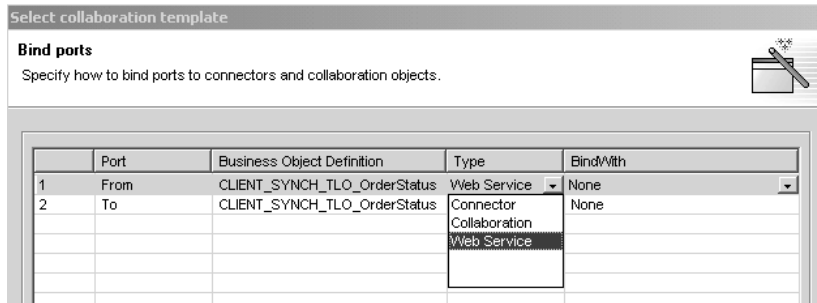 Select collaboration template
Bind ports
Specify how to bind ports to connectors and collaboration objects.
Port Business Object Definition Type BindWith
1 From CLIENT_SYNCH_TLO_OrderStatus Web Service None
2 To CLIENT_SYNCH_TLO_OrderStatus Connector None
Collaboration
Web Service